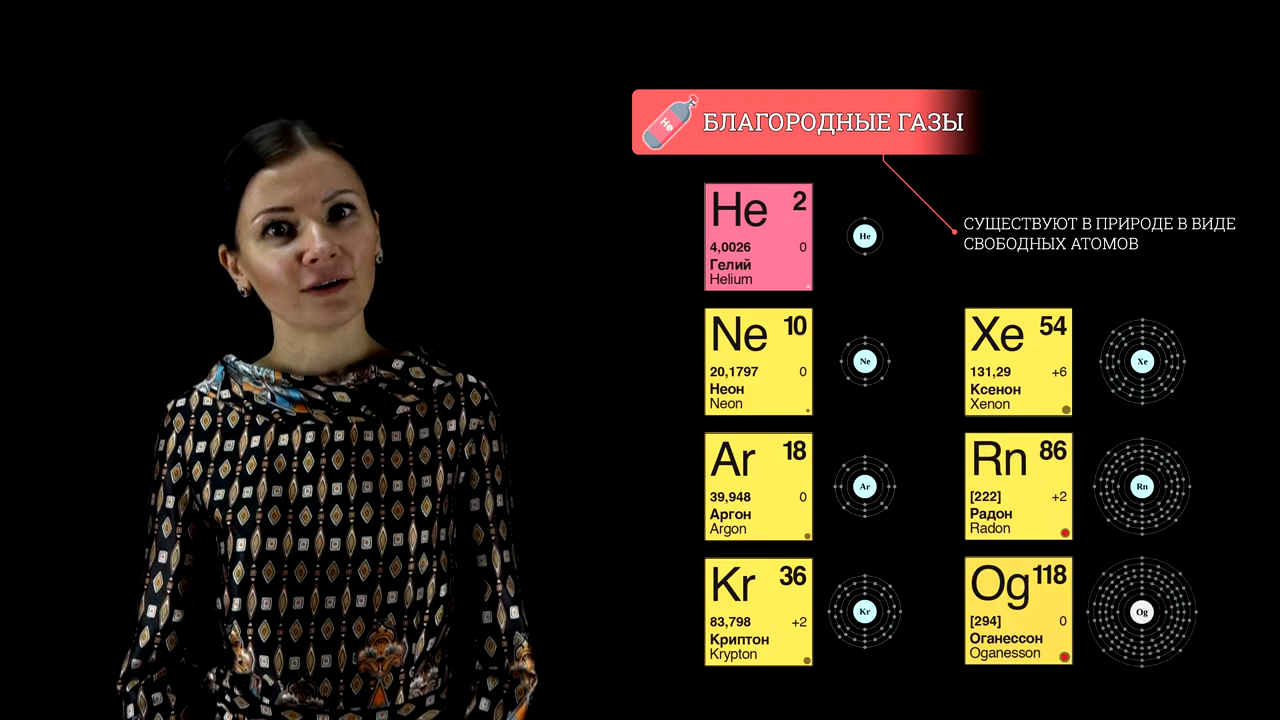 He
БЛАГОРОДНЫЕ ГАЗЫ
СУЩЕСТВУЮТ В ПРИРОДЕ В ВИДЕ
СВОБОДНЫХ АТОМОВ
He 2
4,0026 0
Гелий
Helium
He
Ne 10
20,1797 0
Неон
Neon
Ne
Ar 18
39,948 0
Аргон
Argon
Ar
Kr 36
83,798 +2
Криптон
Krypton
Kr
Xe 54
131,29 +6
Ксенон
Xenon
Xe
Rn 86
[222] +2
Радон
Radon
Rn
Og 118
[294] 0
Оганессон
Oganesson
Og